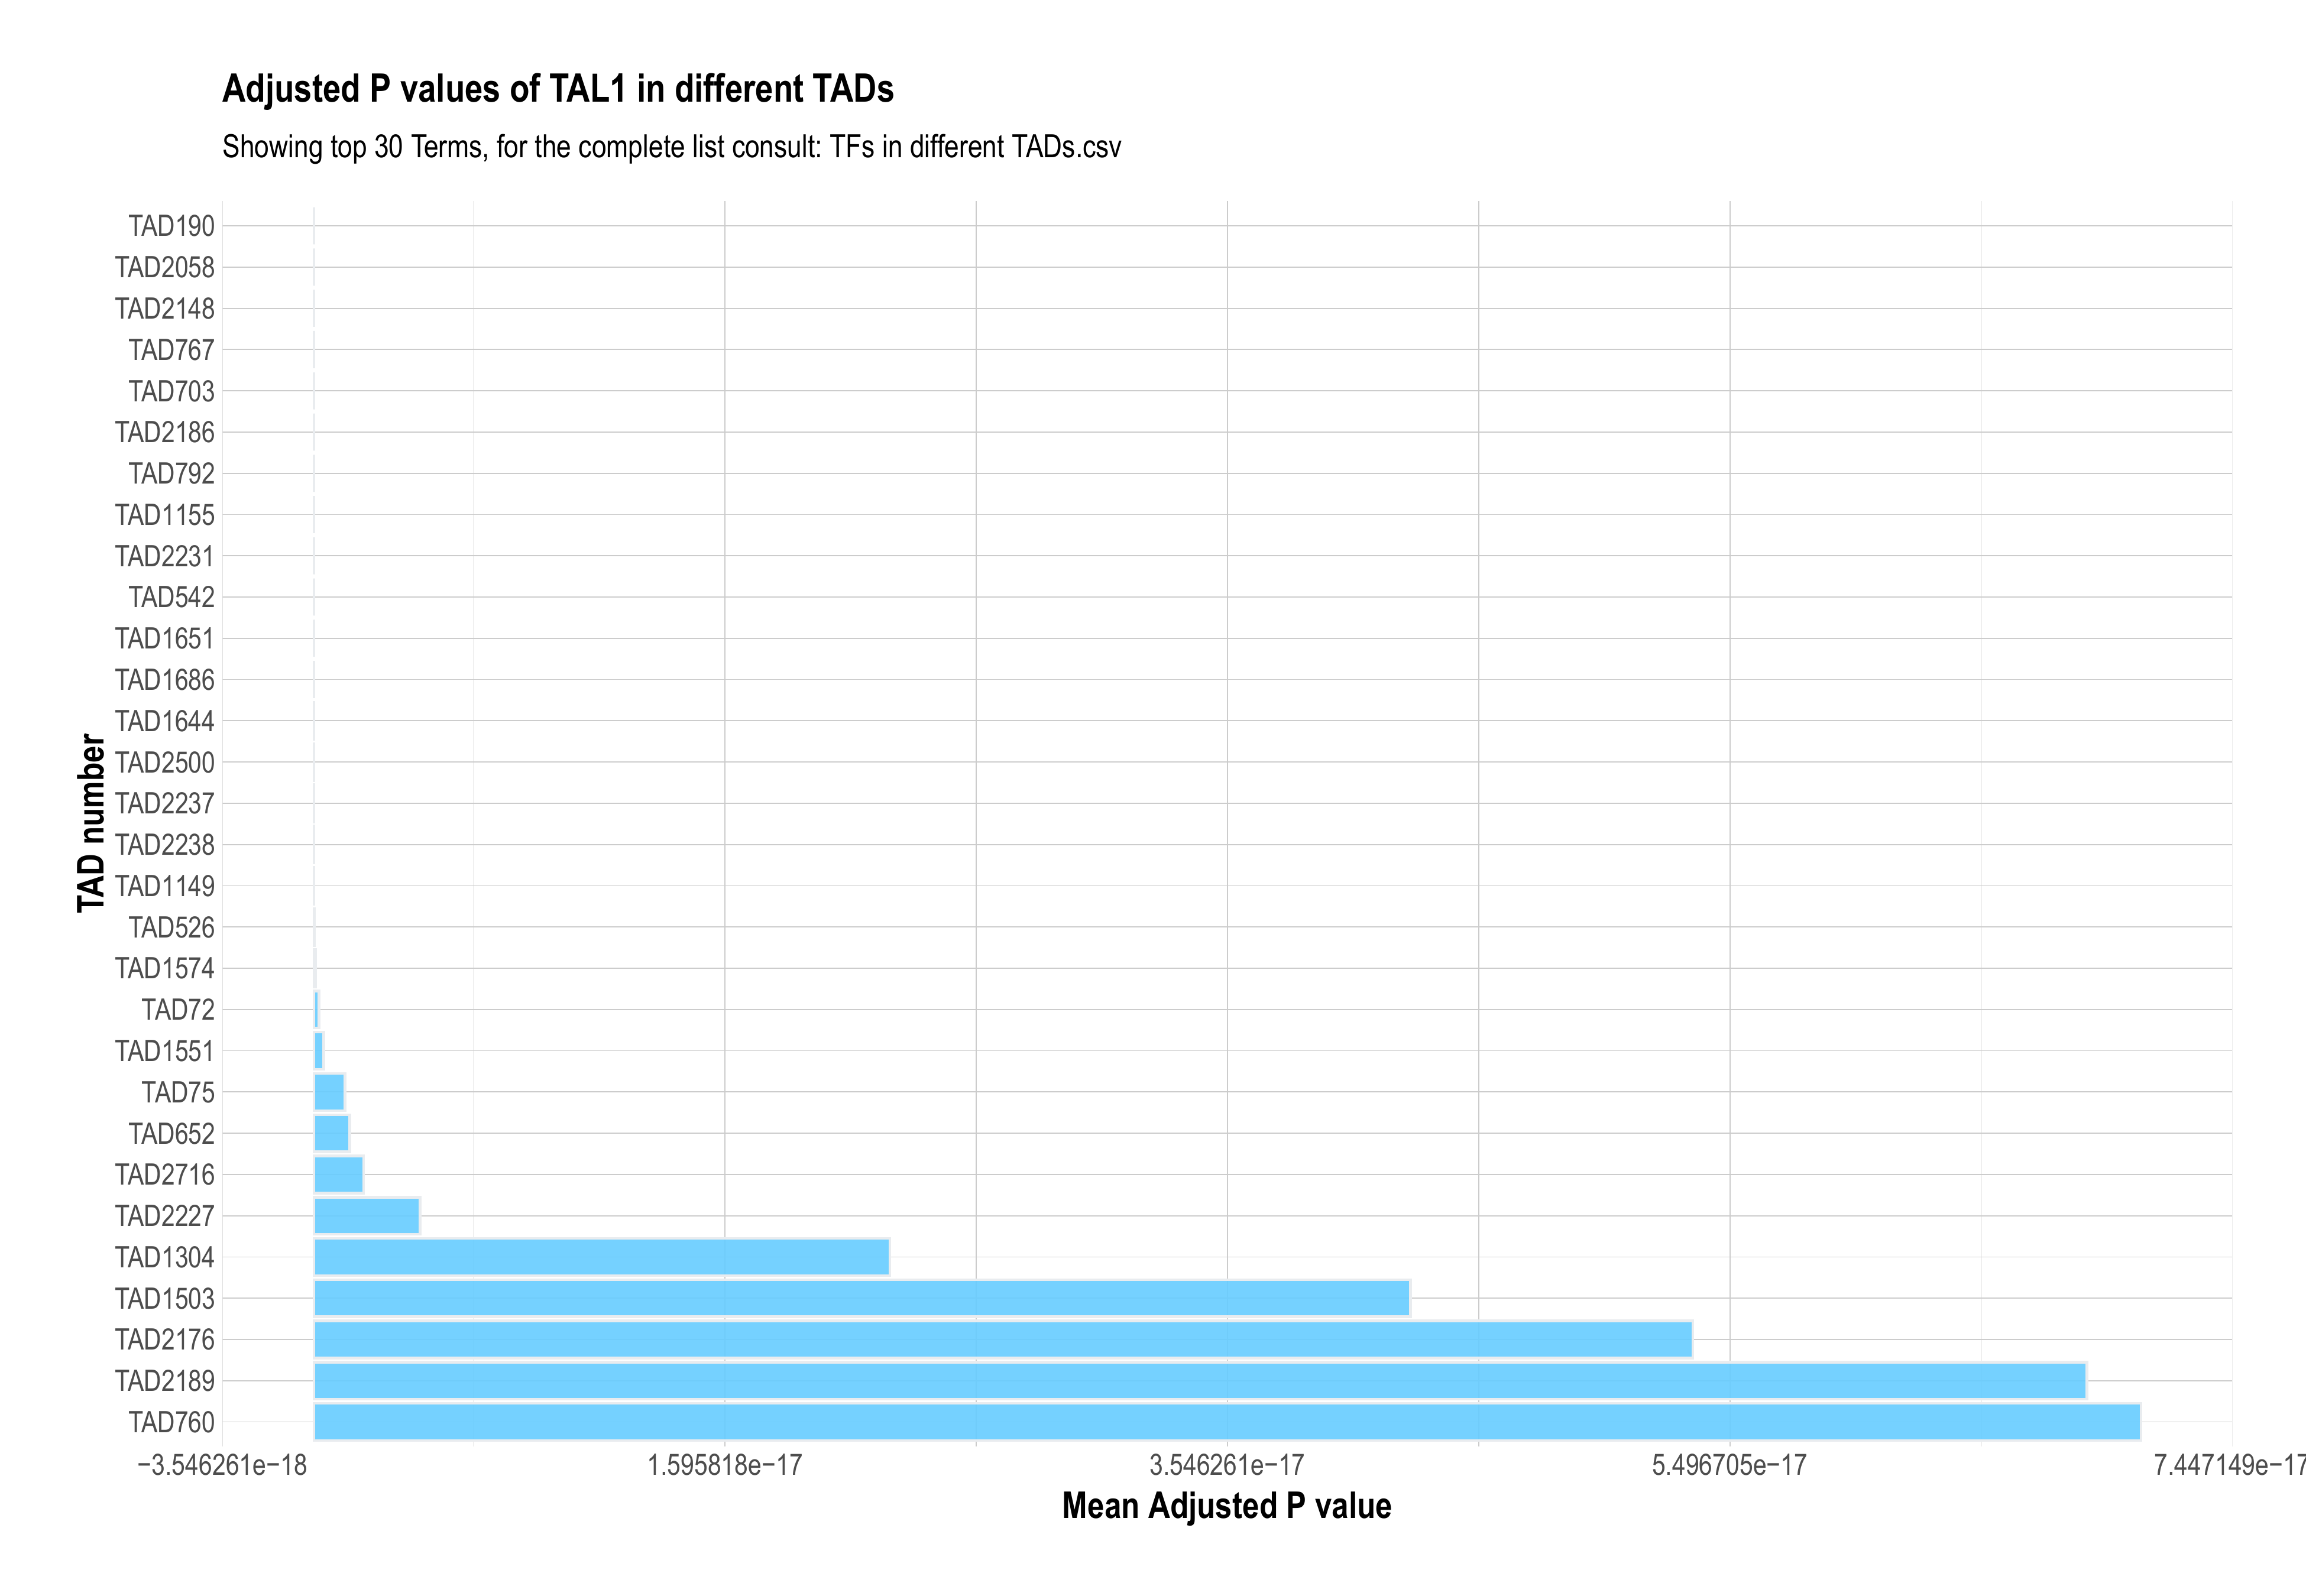 Adjusted P values of TAL1 in different TADs
Showing top 30 Terms, for the complete list consult: TFs in different TADs.csv
TAD number
TAD190
TAD2058
TAD2148
TAD767
TAD703
TAD2186
TAD792
TAD1155
TAD2231
TAD542
TAD1651
TAD1686
TAD1644
TAD2500
TAD2237
TAD2238
TAD1149
TAD526
TAD1574
TAD72
TAD1551
TAD75
TAD652
TAD2716
TAD2227
TAD1304
TAD1503
TAD2176
TAD2189
TAD760
−3.546261e−18 1.595818e−17 3.546261e−17 5.496705e−17 7.447149e−17
Mean Adjusted P value